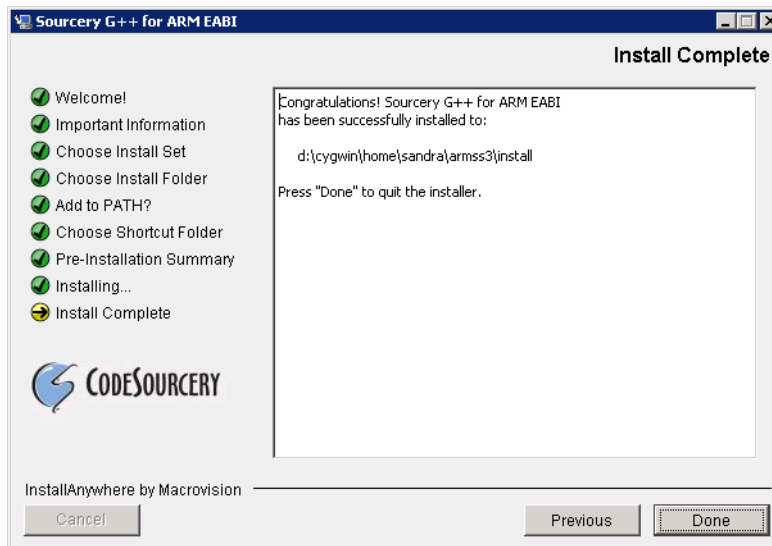 Sourcery G++ for ARM EABI
Install Complete
Welcome!
Important Information
Choose Install Set
Choose Install Folder
Add to PATH?
Choose Shortcut Folder
Pre-Installation Summary
Installing...
Install Complete
CODESOURCERY
Congratulations! Sourcery G++ for ARM EABI
has been successfully installed to:
d:\cygwin\home\sandra\armss3\install
Press "Done" to quit the installer.
InstallAnywhere by Macrovision
Cancel
Previous
Done